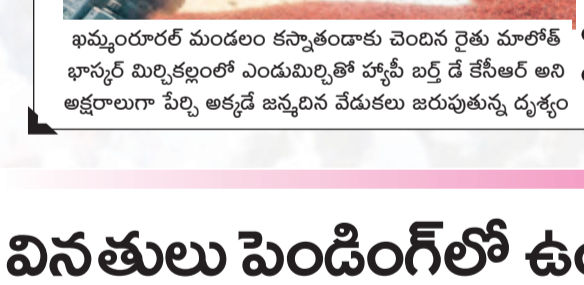 ఖమ్మంరూరల్ మండలం కస్నాతండాకు చెందిన రైతు మాలోత్
భాస్కర్ మిర్చికల్లంలో ఎండుమిర్చితో హ్యాపీ బర్త్ డే కేసీఆర్ అని
అక్షరాలుగా పేర్చి అక్కడే జన్మదిన వేడుకలు జరుపుతున్న దృశ్యం
వినతులు పెండింగ్‌లో